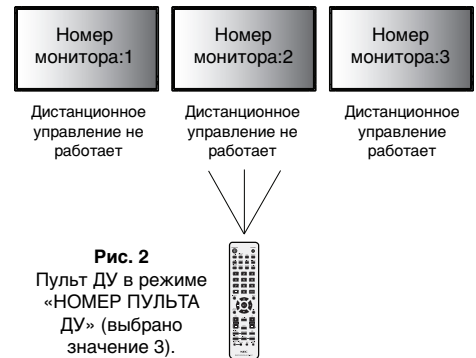 Номер
монитора:1
Номер
монитора:2
Номер
монитора:3
Дистанционное
управление не
работает
Дистанционное
управление не
работает
Дистанционное
управление
работает
Рис. 2
Пульт ДУ в режиме
«НОМЕР ПУЛЬТА
ДУ» (выбрано
значение 3).